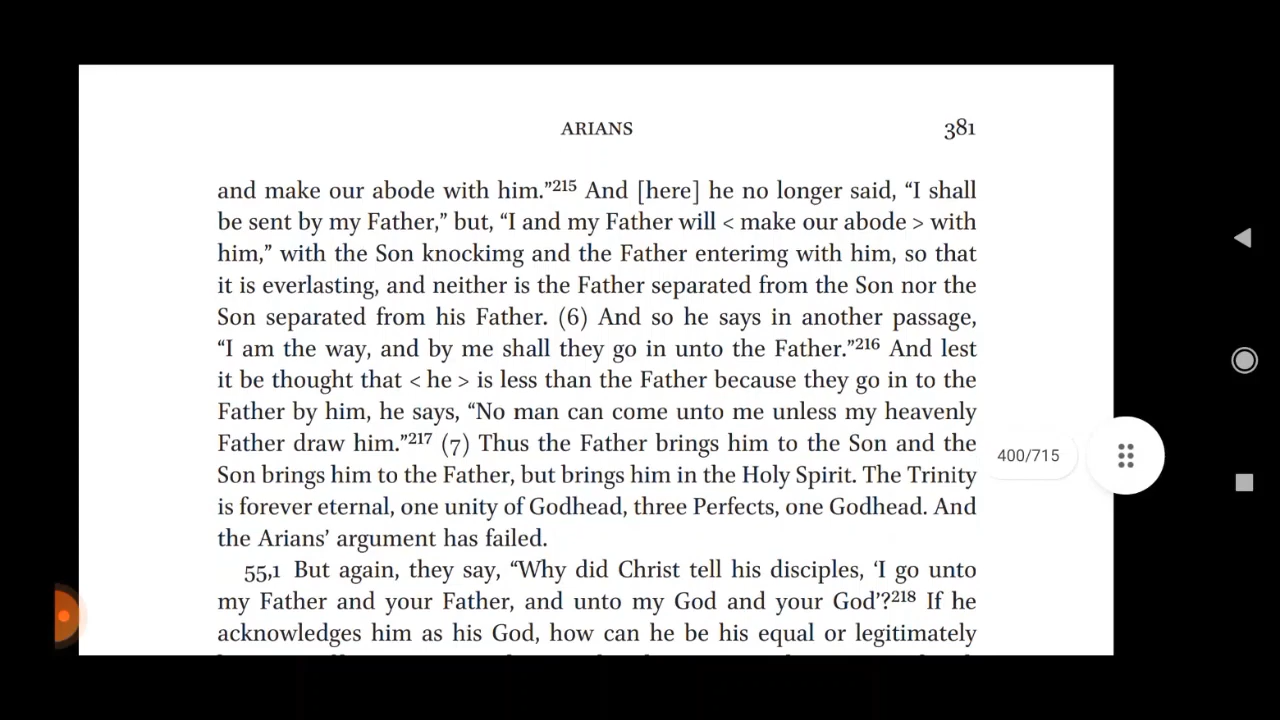 ARIANS 381
and make our abode with him.”215 And [here] he no longer said, “I shall
be sent by my Father,” but, “I and my Father will < make our abode > with
him,” with the Son knockimg and the Father enterimg with him, so that
it is everlasting, and neither is the Father separated from the Son nor the
Son separated from his Father. (6) And so he says in another passage,
“I am the way, and by me shall they go in unto the Father.”216 And lest
it be thought that < he > is less than the Father because they go in to the
Father by him, he says, “No man can come unto me unless my heavenly
Father draw him.”217 (7) Thus the Father brings him to the Son and the
Son brings him to the Father, but brings him in the Holy Spirit. The Trinity
is forever eternal, one unity of Godhead, three Perfects, one Godhead. And
the Arians’ argument has failed.
55,1 But again, they say, “Why did Christ tell his disciples, ‘I go unto
my Father and your Father, and unto my God and your God’?218 If he
acknowledges him as his God, how can he be his equal or legitimately
400/715